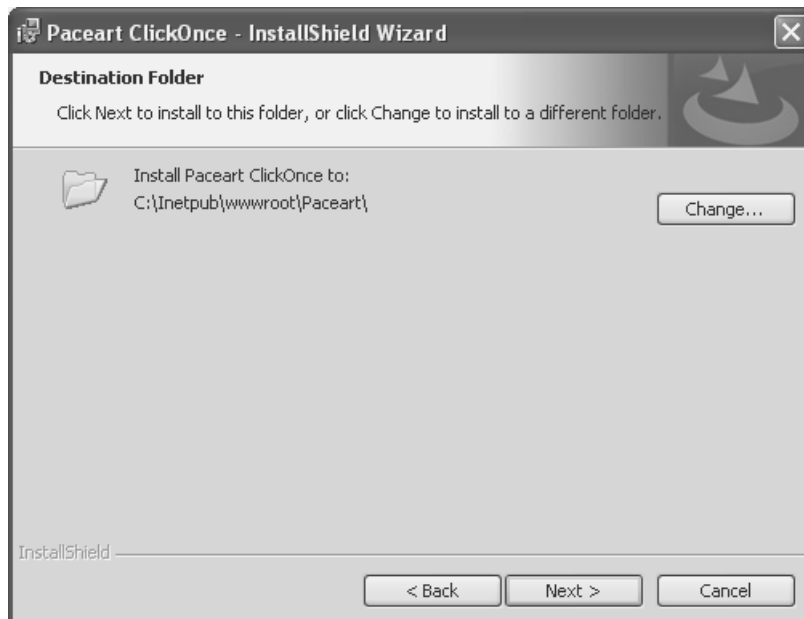 Paceart ClickOnce - InstallShield Wizard
Destination Folder
Click Next to install to this folder, or click Change to install to a different folder.
Install Paceart ClickOnce to:
C:\Inetpub\wwwroot\Paceart\
Change...
InstallShield
< Back
Next >
Cancel